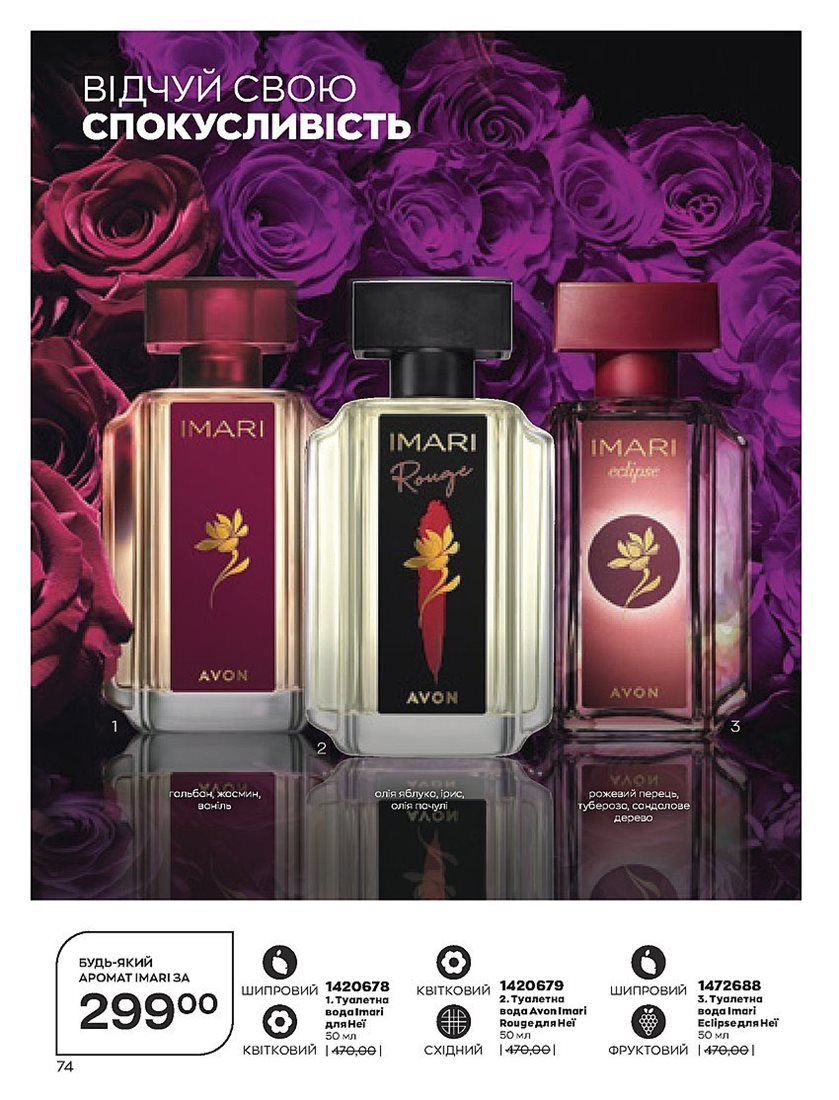 ВІДЧУЙ СВОЮ
СПОКУСЛИВІСТЬ
IMARI
AVON
1
гальбан, жасмин,
ваніль
IMARI
Rouge
AVON
2
олія яблука, ірис,
олія пачулі
IMARI
eclipse
AVON
3
рожевий перець,
тубероза, сандалове
дерево
БУДЬ-ЯКИЙ
АРОМАТ IMARI ЗА
299⁰⁰
ШИПРОВИЙ
КВІТКОВИЙ
1420678
1. Туалетна
вода Imari
для Неї
50 мл
| 470,00 |
КВІТКОВИЙ
СХІДНИЙ
1420679
2. Туалетна
вода Avon Imari
Rouge для Неї
50 мл
| 470,00 |
ШИПРОВИЙ
ФРУКТОВИЙ
1472688
3. Туалетна
вода Imari
Eclipse для Неї
50 мл
| 470,00 |
74